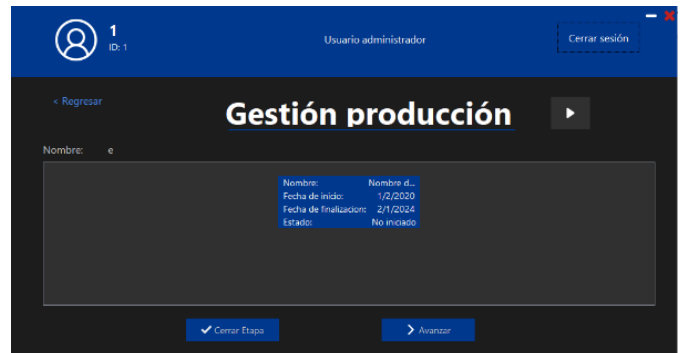 1
ID: 1
Usuario administrador
Cerrar sesión
< Regresar
Gestión producción
Nombre: e
Nombre: Nombre d...
Fecha de inicio: 1/2/2020
Fecha de finalizacion: 2/1/2024
Estado: No iniciado
Cerrar Etapa
Avanzar